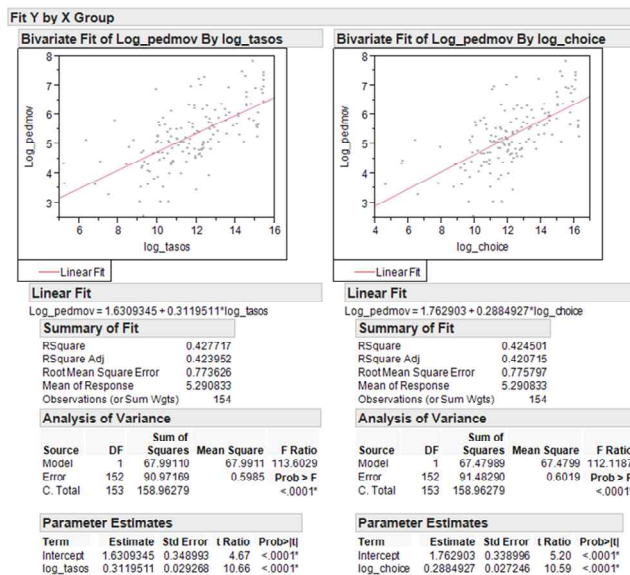 Fit Y by X Group
Bivariate Fit of Log_pedmov By log_tasos
8
7
6
5
4
3
Log_pedmov
6 8 10 12 14 16
log_tasos
Linear Fit
Linear Fit
Log_pedmov = 1.6309345 + 0.3119511*log_tasos
Summary of Fit
RSquare 0.427717
RSquare Adj 0.423952
Root Mean Square Error 0.773626
Mean of Response 5.290833
Observations (or Sum Wgts) 154
Analysis of Variance
Sum of
Source DF Squares Mean Square F Ratio
Model 1 67.99110 67.9911 113.6029
Error 152 90.97169 0.5985 Prob > F
C. Total 153 158.96279 <.0001*
Parameter Estimates
Term Estimate Std Error t Ratio Prob>|t|
Intercept 1.6309345 0.348993 4.67 <.0001*
log_tasos 0.3119511 0.029268 10.66 <.0001*
Bivariate Fit of Log_pedmov By log_choice
8
7
6
5
4
3
Log_pedmov
4 6 8 10 12 14 16
log_choice
Linear Fit
Linear Fit
Log_pedmov = 1.762903 + 0.2884927*log_choice
Summary of Fit
RSquare 0.424501
RSquare Adj 0.420715
Root Mean Square Error 0.775797
Mean of Response 5.290833
Observations (or Sum Wgts) 154
Analysis of Variance
Sum of
Source DF Squares Mean Square F Ratio
Model 1 67.47989 67.4799 112.1187
Error 152 91.48290 0.6019 Prob > F
C. Total 153 158.96279 <.0001*
Parameter Estimates
Term Estimate Std Error t Ratio Prob>|t|
Intercept 1.762903 0.338996 5.20 <.0001*
log_choice 0.2884927 0.027246 10.59 <.0001*